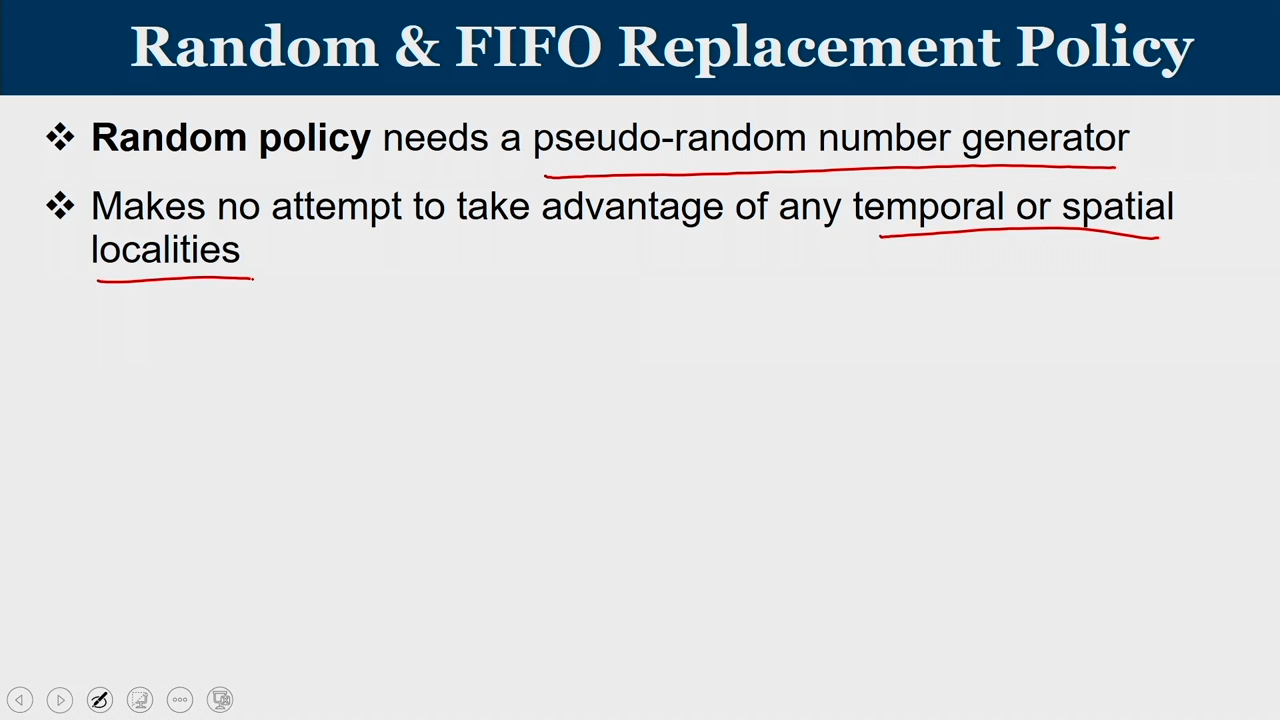 Random & FIFO Replacement Policy
❖ Random policy needs a pseudo-random number generator
❖ Makes no attempt to take advantage of any temporal or spatial
localities